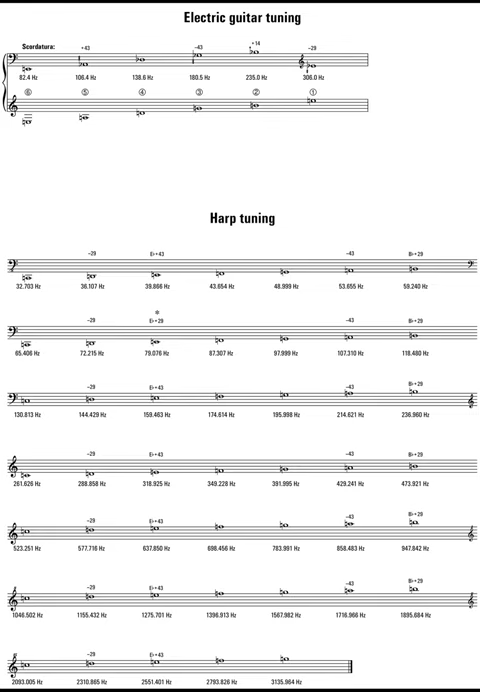 Electric guitar tuning
Scordatura: +43 −43 +14 −29
82.4 Hz 106.4 Hz 138.6 Hz 180.5 Hz 235.0 Hz 306.0 Hz
⑥ ⑤ ④ ③ ② ①
Harp tuning
−29 E♭+43 −43 B♭+29
32.703 Hz 36.107 Hz 39.866 Hz 43.654 Hz 48.999 Hz 53.655 Hz 59.240 Hz
*
−29 E♭+43 −43 B♭+29
65.406 Hz 72.215 Hz 79.076 Hz 87.307 Hz 97.999 Hz 107.310 Hz 118.480 Hz
−29 E♭+43 −43 B♭+29
130.813 Hz 144.429 Hz 159.463 Hz 174.614 Hz 195.998 Hz 214.621 Hz 236.960 Hz
−29 E♭+43 −43 B♭+29
261.626 Hz 288.858 Hz 318.925 Hz 349.228 Hz 391.995 Hz 429.241 Hz 473.921 Hz
−29 E♭+43 −43 B♭+29
523.251 Hz 577.716 Hz 637.850 Hz 698.456 Hz 783.991 Hz 858.483 Hz 947.842 Hz
−29 E♭+43 −43 B♭+29
1046.502 Hz 1155.432 Hz 1275.701 Hz 1396.913 Hz 1567.982 Hz 1716.966 Hz 1895.684 Hz
−29 E♭+43
2093.005 Hz 2310.865 Hz 2551.401 Hz 2793.826 Hz 3135.964 Hz